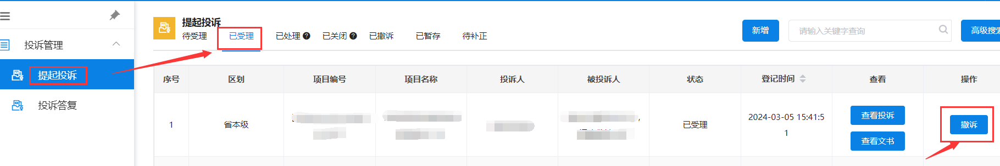 提起投诉
待受理 已受理 已处理 已关闭 已撤诉 已暂存 待补正
新增 请输入关键字查询 高级搜索
投诉管理
提起投诉
投诉答复
序号 区划 项目编号 项目名称 投诉人 被投诉人 状态 登记时间 查看 操作
1 省本级 已受理 2024-03-05 15:41:5
1
查看投诉 撤诉
查看文书